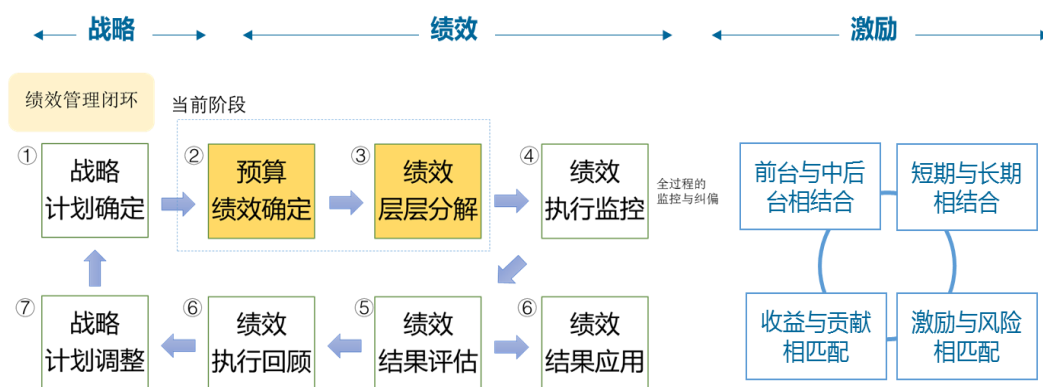 战略
绩效
激励
绩效管理闭环
当前阶段
①
战略
计划确定
②
预算
绩效确定
③
绩效
层层分解
④
绩效
执行监控
全过程的
监控与纠偏
⑦
战略
计划调整
⑥
绩效
执行回顾
⑤
绩效
结果评估
⑥
绩效
结果应用
前台与中后
台相结合
短期与长期
相结合
收益与贡献
相匹配
激励与风险
相匹配